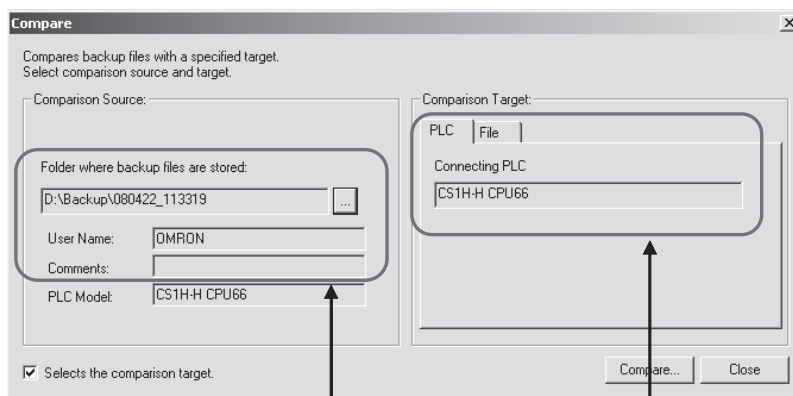 Compare
Compares backup files with a specified target.
Select comparison source and target.
Comparison Source:
Folder where backup files are stored:
D:\Backup\080422_113319
...
User Name: OMRON
Comments:
PLC Model: CS1H-H CPU66
Comparison Target:
PLC File
Connecting PLC
CS1H-H CPU66
Selects the comparison target.
Compare... Close